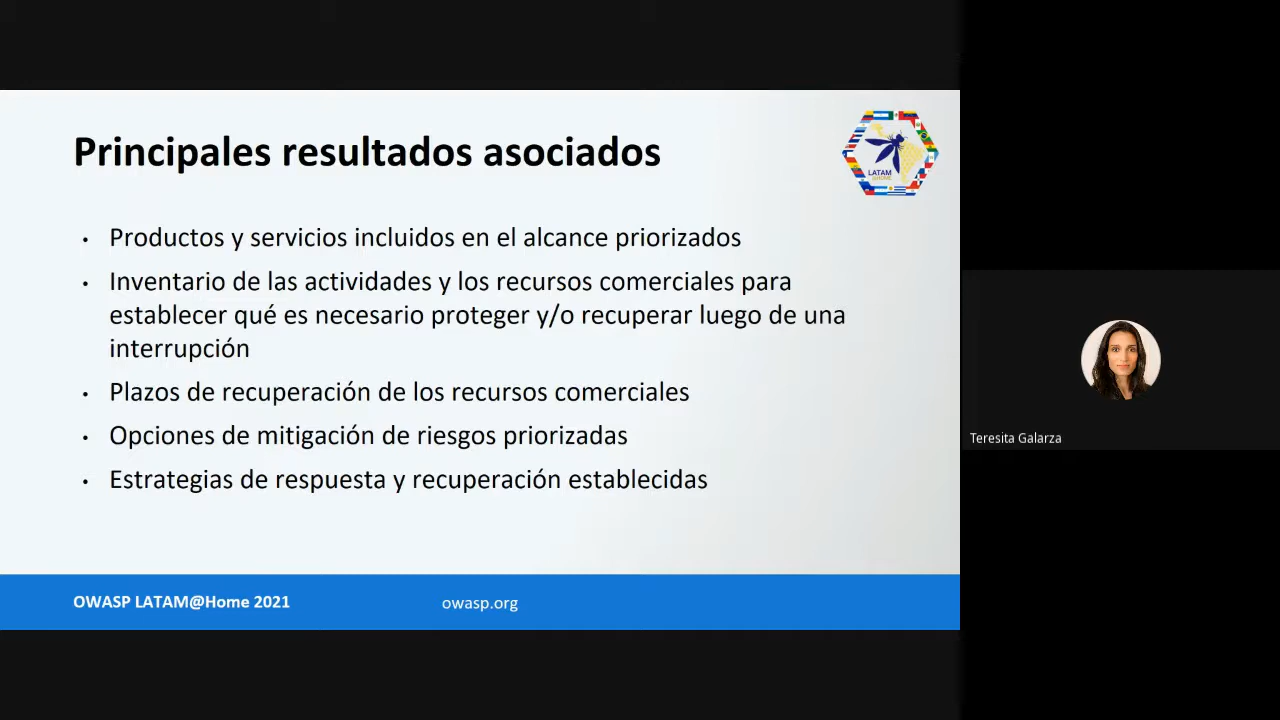 Principales resultados asociados
LATAM
@HOME
• Productos y servicios incluidos en el alcance priorizados
• Inventario de las actividades y los recursos comerciales para
establecer qué es necesario proteger y/o recuperar luego de una
interrupción
• Plazos de recuperación de los recursos comerciales
• Opciones de mitigación de riesgos priorizadas
• Estrategias de respuesta y recuperación establecidas
OWASP LATAM@Home 2021
owasp.org
Teresita Galarza